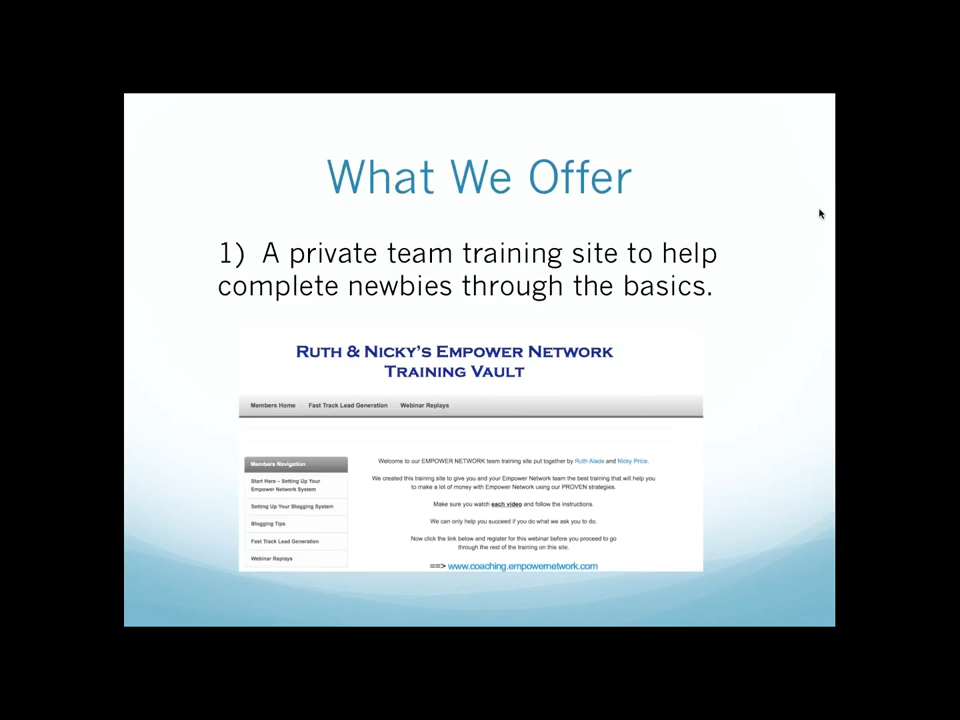 What We Offer
1) A private team training site to help
complete newbies through the basics.
RUTH & NICKY'S EMPOWER NETWORK
TRAINING VAULT
Members Home Fast Track Lead Generation Webinar Replays
Members Navigation
Start Here – Setting Up Your
Empower Network System
Setting Up Your Blogging System
Blogging Tips
Fast Track Lead Generation
Webinar Replays
Welcome to our EMPOWER NETWORK team training site put together by Ruth Alade and Nicky Price.
We created this training site to give you and your Empower Network team the best training that will help you
to make a lot of money with Empower Network using our PROVEN strategies.
Make sure you watch each video and follow the instructions.
We can only help you succeed if you do what we ask you to do.
Now click the link below and register for this webinar before you proceed to go
through the rest of the training on this site.
==> www.coaching.empowernetwork.com